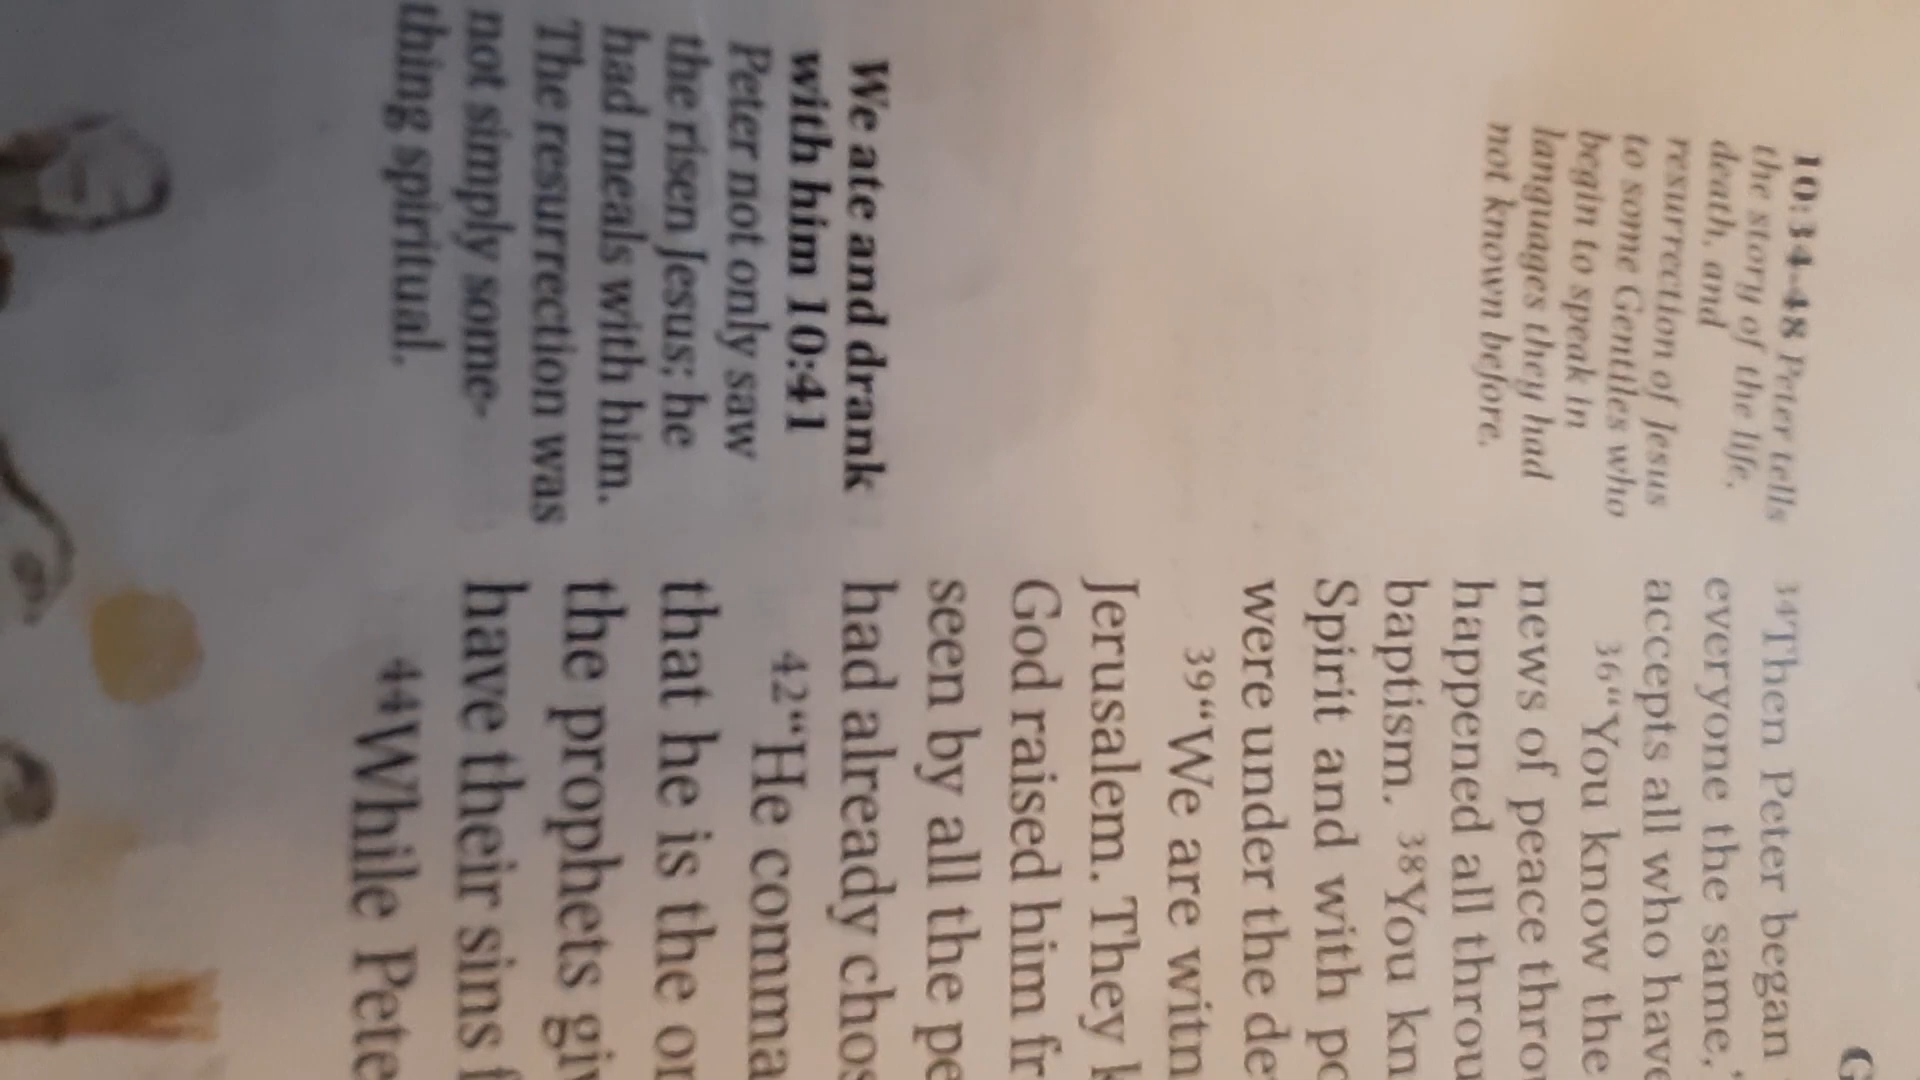 G
10:34-48 Peter tells
the story of the life,
death, and
resurrection of Jesus
to some Gentiles who
begin to speak in
languages they had
not known before.
We ate and drank
with him 10:41
Peter not only saw
the risen Jesus; he
had meals with him.
The resurrection was
not simply some-
thing spiritual.
34Then Peter began
everyone the same.
accepts all who have
36“You know the
news of peace throu
happened all throu
baptism. 38You kn
Spirit and with po
were under the de
39“We are witn
Jerusalem. They k
God raised him fr
seen by all the pe
had already chos
42“He comma
that he is the on
the prophets giv
have their sins f
44While Pete